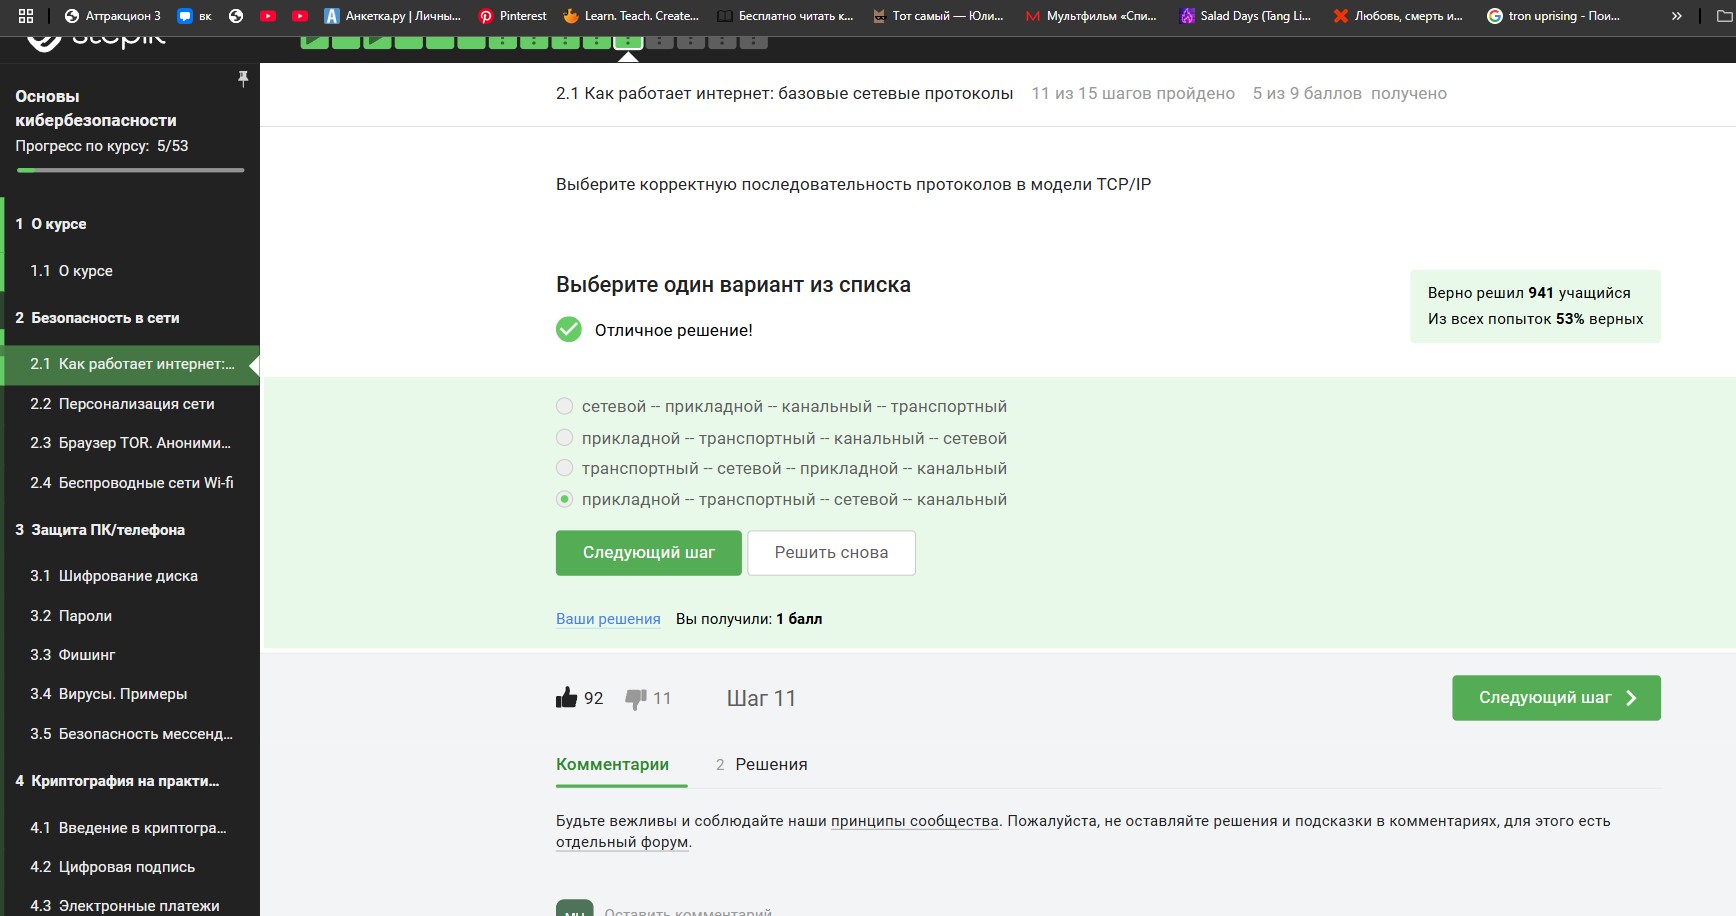 Аттракцион 3
вк
Анкетка.ру | Личны...
Pinterest
Learn. Teach. Create...
Бесплатно читать к...
Тот самый — Юли...
Мультфильм «Спи...
Salad Days (Tang Li...
Любовь, смерть и...
tron uprising - Пои...
»
Основы
кибербезопасности
Прогресс по курсу: 5/53
1 О курсе
1.1 О курсе
2 Безопасность в сети
2.1 Как работает интернет:...
2.2 Персонализация сети
2.3 Браузер TOR. Аноними...
2.4 Беспроводные сети Wi-fi
3 Защита ПК/телефона
3.1 Шифрование диска
3.2 Пароли
3.3 Фишинг
3.4 Вирусы. Примеры
3.5 Безопасность мессенд...
4 Криптография на практи...
4.1 Введение в криптогра...
4.2 Цифровая подпись
4.3 Электронные платежи
2.1 Как работает интернет: базовые сетевые протоколы 11 из 15 шагов пройдено 5 из 9 баллов получено
Выберите корректную последовательность протоколов в модели TCP/IP
Выберите один вариант из списка
Отличное решение!
Верно решил 941 учащийся
Из всех попыток 53% верных
сетевой -- прикладной -- канальный -- транспортный
прикладной -- транспортный -- канальный -- сетевой
транспортный -- сетевой -- прикладной -- канальный
прикладной -- транспортный -- сетевой -- канальный
Следующий шаг
Решить снова
Ваши решения Вы получили: 1 балл
92
11
Шаг 11
Следующий шаг
Комментарии
2 Решения
Будьте вежливы и соблюдайте наши принципы сообщества. Пожалуйста, не оставляйте решения и подсказки в комментариях, для этого есть
отдельный форум.
Оставить комментарий